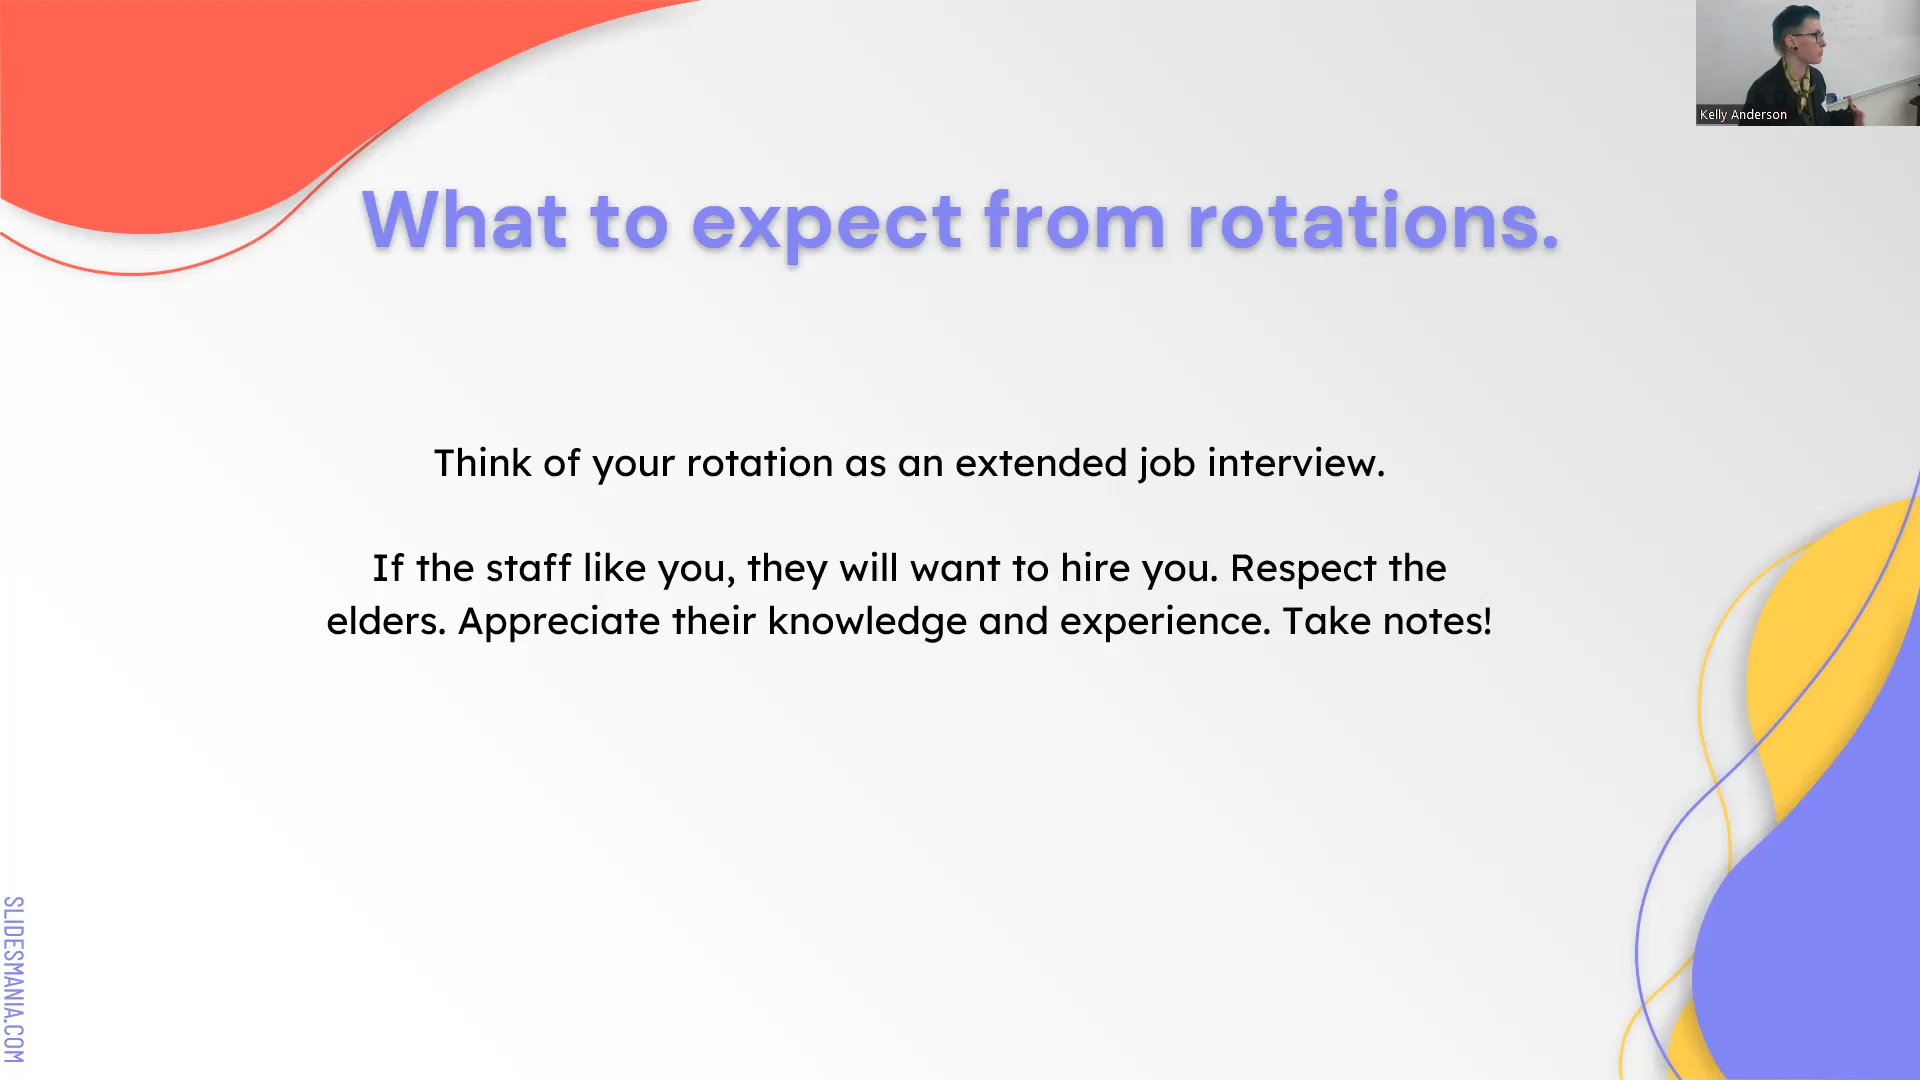 Kelly Anderson
What to expect from rotations.
Think of your rotation as an extended job interview.
If the staff like you, they will want to hire you. Respect the
elders. Appreciate their knowledge and experience. Take notes!
SLIDESMANIA.COM